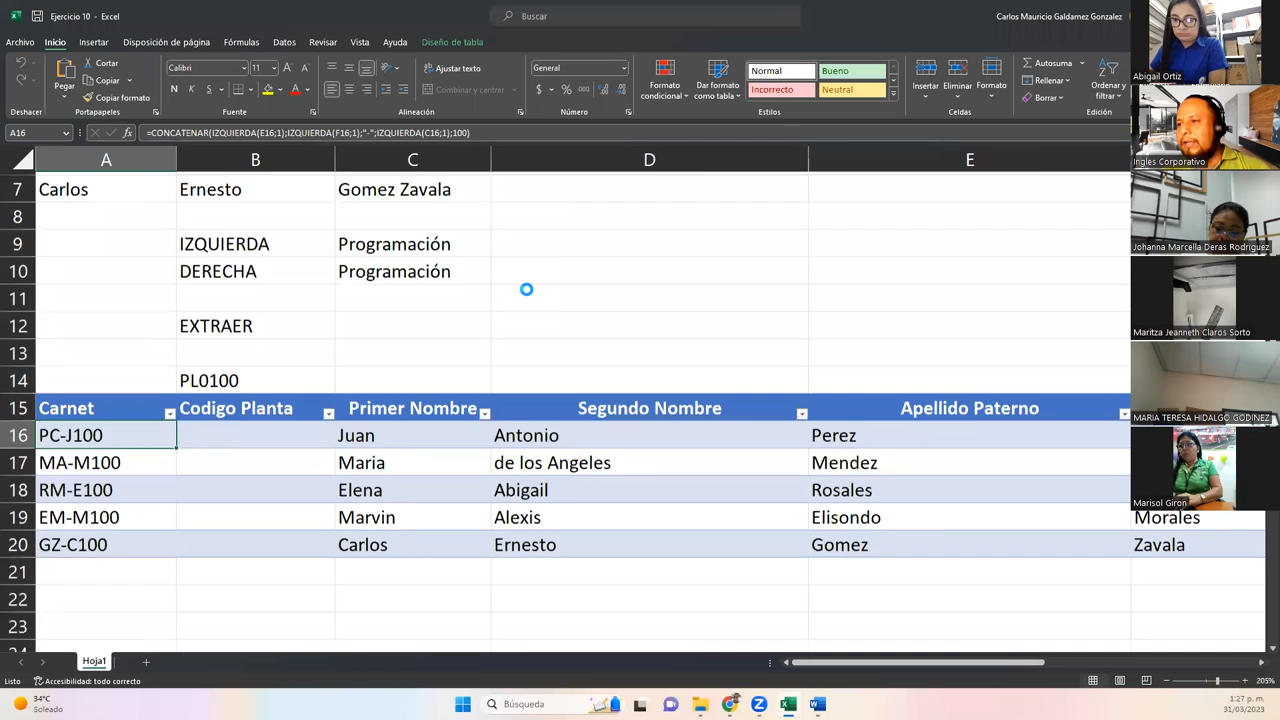 Ejercicio 10 - Excel
Buscar
Carlos Mauricio Galdamez Gonzalez
Archivo Inicio Insertar Disposición de página Fórmulas Datos Revisar Vista Ayuda Diseño de tabla
Pegar
Cortar
Copiar
Copiar formato
Calibri 11
N K S
General
Ajustar texto
Combinar y centrar
$ % 000
Formato condicional
Dar formato como tabla
Normal Bueno
Incorrecto Neutral
Insertar Eliminar Formato
Autosuma
Rellenar
Borrar
Ordenar y filtrar
Deshacer Portapapeles Fuente Alineación Número Estilos Celdas Edición
A16 fx =CONCATENAR(IZQUIERDA(E16;1);IZQUIERDA(F16;1);"-";IZQUIERDA(C16;1);100)
A B C D E
7 Carlos Ernesto Gomez Zavala
8
9 IZQUIERDA Programación
10 DERECHA Programación
11
12 EXTRAER
13
14 PL0100
15 Carnet Codigo Planta Primer Nombre Segundo Nombre Apellido Paterno
16 PC-J100 Juan Antonio Perez
17 MA-M100 Maria de los Angeles Mendez
18 RM-E100 Elena Abigail Rosales
19 EM-M100 Marvin Alexis Elisondo Morales
20 GZ-C100 Carlos Ernesto Gomez Zavala
21
22
23
24
Hoja1
Listo Accesibilidad: todo correcto 205%
34°C
Soleado
Búsqueda
1:27 p. m.
31/03/2023
Abigail Ortiz
Ingles Corporativo
Johanna Marcella Deras Rodriguez
Maritza Jeanneth Claros Sorto
MARIA TERESA HIDALGO GODINEZ
Marisol Giron